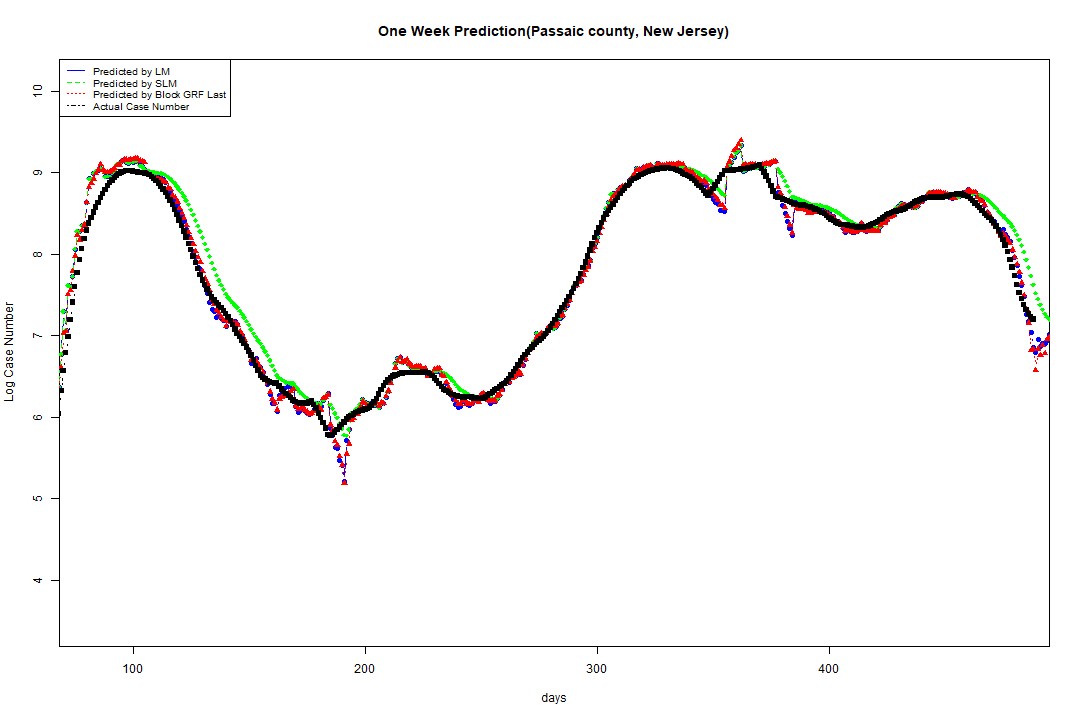 One Week Prediction(Passaic county, New Jersey)
Predicted by LM
Predicted by SLM
Predicted by Block GRF Last
Actual Case Number
10
9
8
7
6
5
4
Log Case Number
100 200 300 400
days